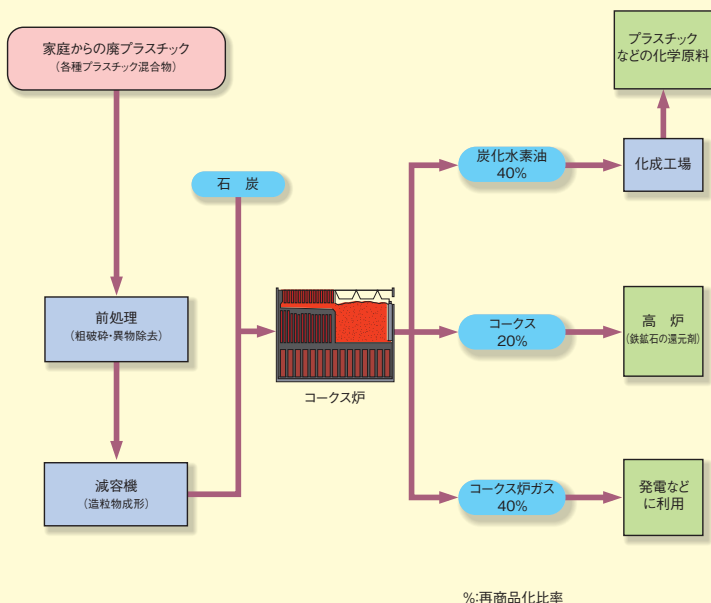 家庭からの廃プラスチック
（各種プラスチック混合物）
プラスチック
などの化学原料
石　炭
炭化水素油
40%
化成工場
前処理
（粗破砕・異物除去）
コークス炉
コークス
20%
高　炉
（鉄鉱石の還元剤）
減容機
（造粒物成形）
コークス炉ガス
40%
発電など
に利用
%:再商品化比率